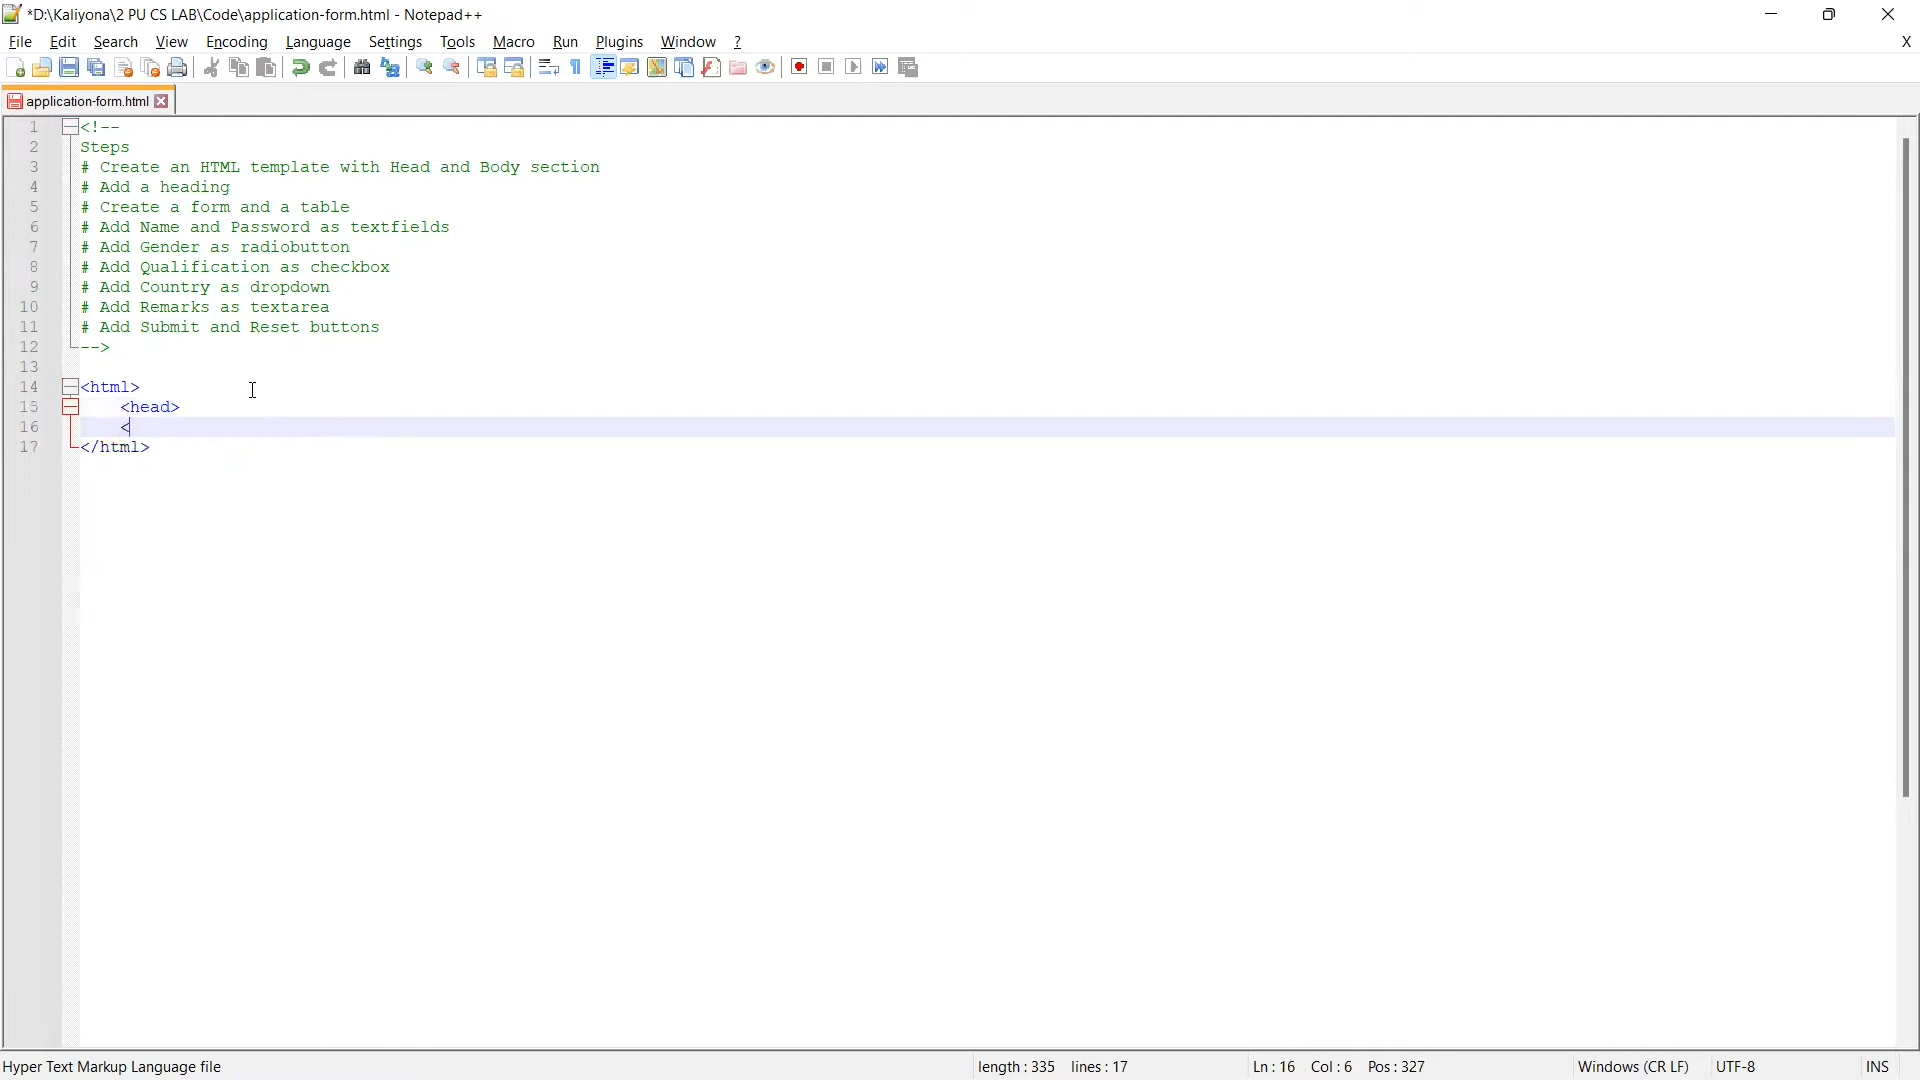 *D:\Kaliyona\2 PU CS LAB\Code\application-form.html - Notepad++
File Edit Search View Encoding Language Settings Tools Macro Run Plugins Window ? X
application-form.html
1 <!--
2 Steps
3 # Create an HTML template with Head and Body section
4 # Add a heading
5 # Create a form and a table
6 # Add Name and Password as textfields
7 # Add Gender as radiobutton
8 # Add Qualification as checkbox
9 # Add Country as dropdown
10 # Add Remarks as textarea
11 # Add Submit and Reset buttons
12 -->
13
14 <html>
15 <head>
16 <
17 </html>
Hyper Text Markup Language file length : 335 lines : 17 Ln : 16 Col : 6 Pos : 327 Windows (CR LF) UTF-8 INS